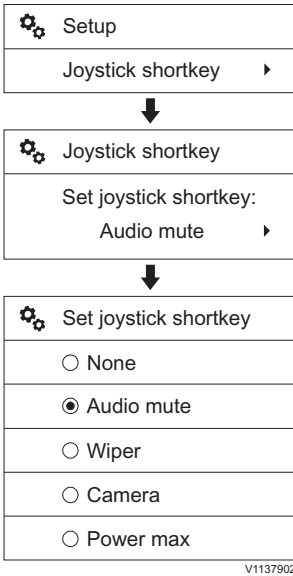 Setup
Joystick shortkey
Joystick shortkey
Set joystick shortkey:
Audio mute
Set joystick shortkey
None
Audio mute
Wiper
Camera
Power max
V1137902